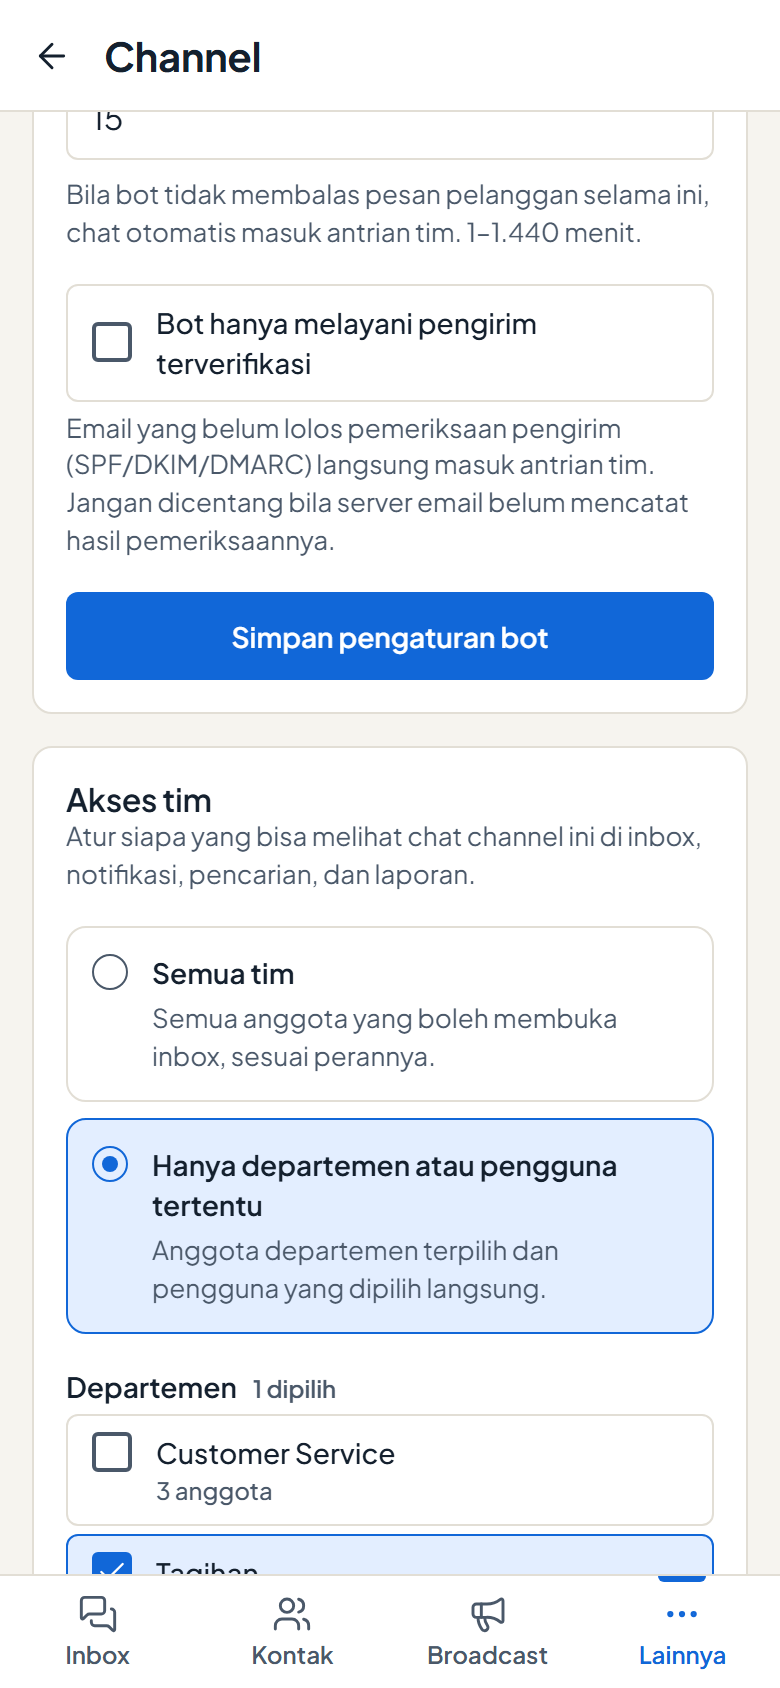 Channel
15
Bila bot tidak membalas pesan pelanggan selama ini,
chat otomatis masuk antrian tim. 1–1.440 menit.
Bot hanya melayani pengirim
terverifikasi
Email yang belum lolos pemeriksaan pengirim
(SPF/DKIM/DMARC) langsung masuk antrian tim.
Jangan dicentang bila server email belum mencatat
hasil pemeriksaannya.
Simpan pengaturan bot
Akses tim
Atur siapa yang bisa melihat chat channel ini di inbox,
notifikasi, pencarian, dan laporan.
Semua tim
Semua anggota yang boleh membuka
inbox, sesuai perannya.
Hanya departemen atau pengguna
tertentu
Anggota departemen terpilih dan
pengguna yang dipilih langsung.
Departemen 1 dipilih
Customer Service
3 anggota
Tagihan
Inbox
Kontak
Broadcast
Lainnya